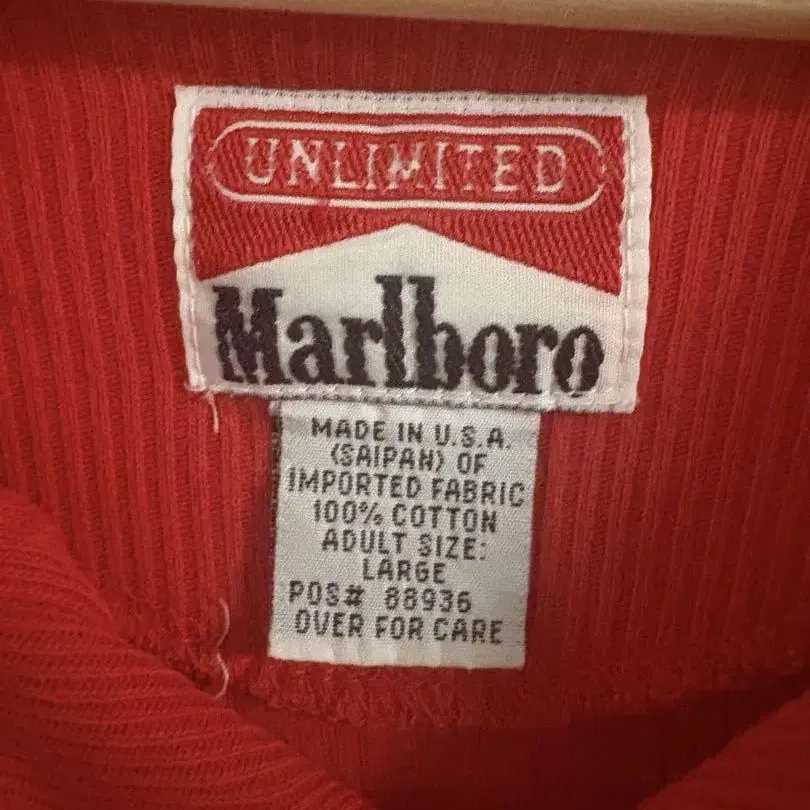 UNLIMITED
Marlboro
MADE IN U.S.A.
(SAIPAN) OF
IMPORTED FABRIC
100% COTTON
ADULT SIZE:
LARGE
POS# 88936
OVER FOR CARE